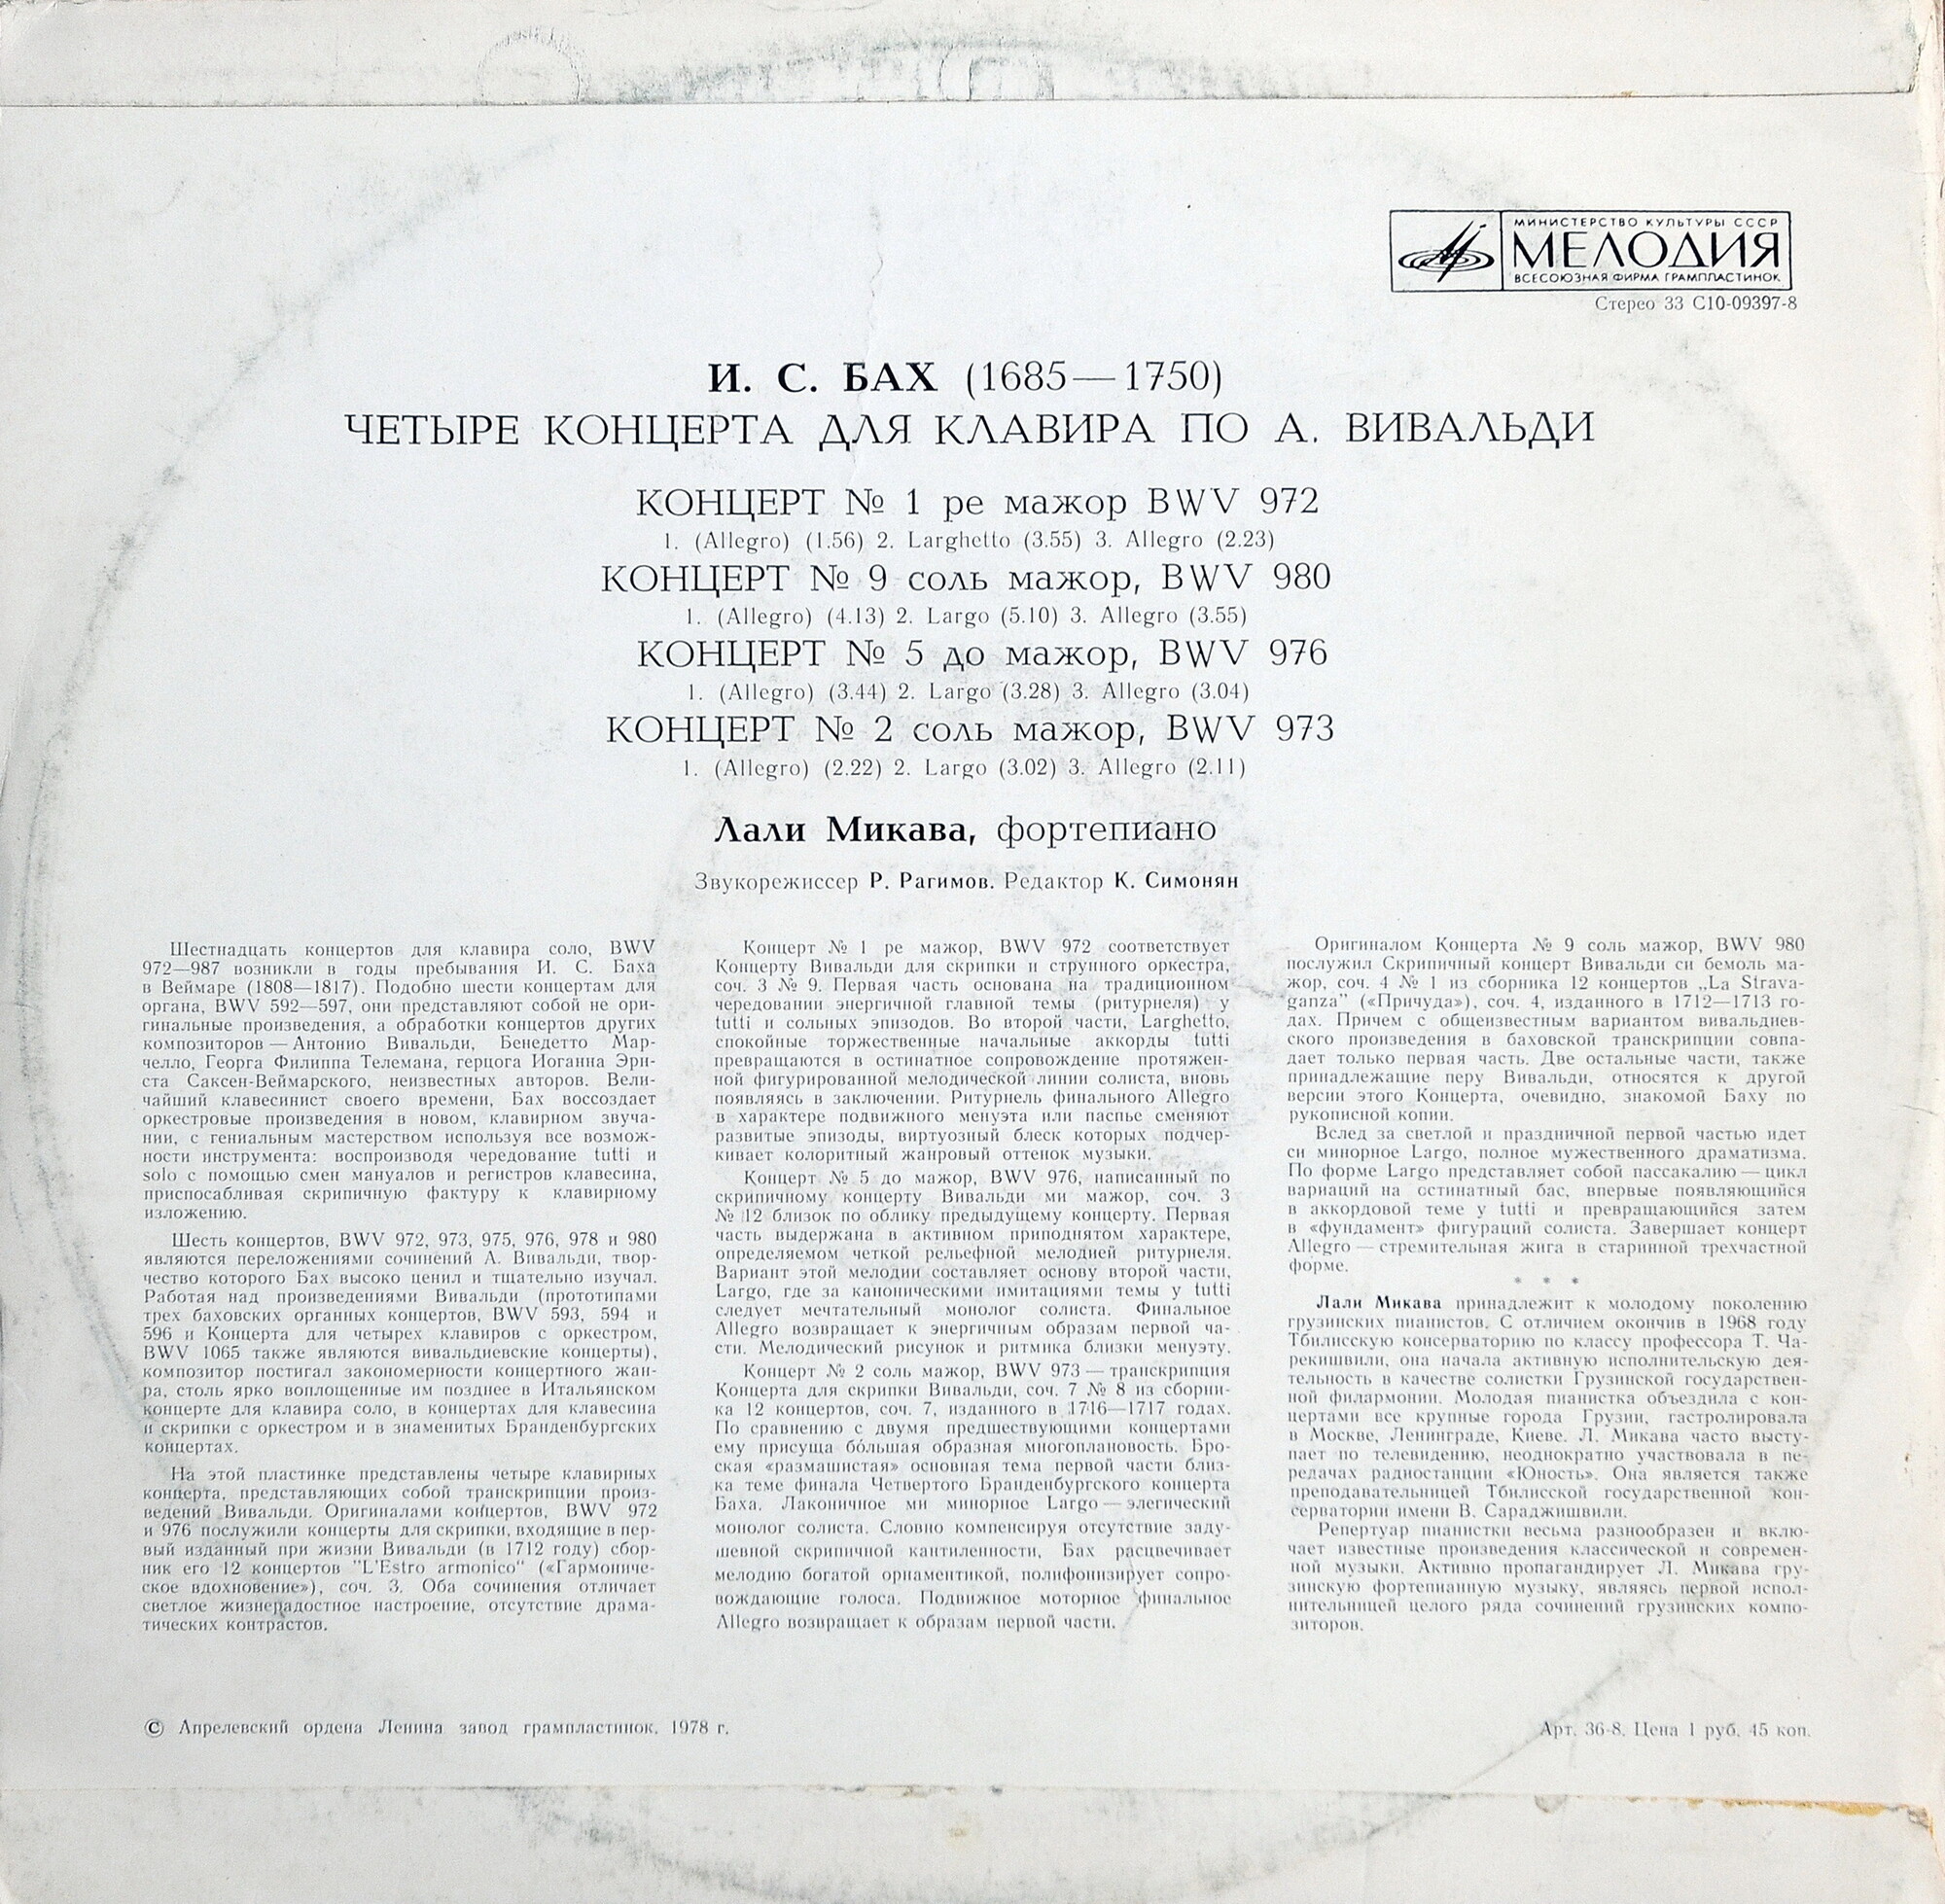 МИНИСТЕРСТВО КУЛЬТУРЫ СССР
МЕЛОДИЯ
ВСЕСОЮЗНАЯ ФИРМА ГРАМПЛАСТИНОК
Стерео 33 С10-09397-8
И. С. БАХ (1685—1750)
ЧЕТЫРЕ КОНЦЕРТА ДЛЯ КЛАВИРА ПО А. ВИВАЛЬДИ
КОНЦЕРТ № 1 ре мажор BWV 972
1. (Allegro) (1.56) 2. Larghetto (3.55) 3. Allegro (2.23)
КОНЦЕРТ № 9 соль мажор, BWV 980
1. (Allegro) (4.13) 2. Largo (5.10) 3. Allegro (3.55)
КОНЦЕРТ № 5 до мажор, BWV 976
1. (Allegro) (3.44) 2. Largo (3.28) 3. Allegro (3.04)
КОНЦЕРТ № 2 соль мажор, BWV 973
1. (Allegro) (2.22) 2. Largo (3.02) 3. Allegro (2.11)
Лали Микава, фортепиано
Звукорежиссер Р. Рагимов. Редактор К. Симонян
Шестнадцать концертов для клавира соло, BWV
972—987 возникли в годы пребывания И. С. Баха
в Веймаре (1808—1817). Подобно шести концертам для
органа, BWV 592—597, они представляют собой не ори-
гинальные произведения, а обработки концертов других
композиторов — Антонио Вивальди, Бенедетто Мар-
челло, Георга Филиппа Телемана, герцога Иоганна Эрн-
ста Саксен-Веймарского, неизвестных авторов. Вели-
чайший клавесинист своего времени, Бах воссоздает
оркестровые произведения в новом, клавирном звуча-
нии, с гениальным мастерством используя все возмож-
ности инструмента: воспроизводя чередование tutti и
solo с помощью смен мануалов и регистров клавесина,
приспосабливая скрипичную фактуру к клавирному
изложению.
Шесть концертов, BWV 972, 973, 975, 976, 978 и 980
являются переложениями сочинений А. Вивальди, твор-
чество которого Бах высоко ценил и тщательно изучал.
Работая над произведениями Вивальди (прототипами
трех баховских органных концертов, BWV 593, 594 и
596 и Концерта для четырех клавиров с оркестром,
BWV 1065 также являются вивальдиевские концерты),
композитор постигал закономерности концертного жан-
ра, столь ярко воплощенные им позднее в Итальянском
концерте для клавира соло, в концертах для клавесина
и скрипки с оркестром и в знаменитых Бранденбургских
концертах.
На этой пластинке представлены четыре клавирных
концерта, представляющих собой транскрипции произ-
ведений Вивальди. Оригиналами концертов, BWV 972
и 976 послужили концерты для скрипки, входящие в пер-
вый изданный при жизни Вивальди (в 1712 году) сбор-
ник его 12 концертов "L'Estro armonico" («Гармониче-
ское вдохновение»), соч. 3. Оба сочинения отличает
светлое жизнерадостное настроение, отсутствие драма-
тических контрастов.
Концерт № 1 ре мажор, BWV 972 соответствует
Концерту Вивальди для скрипки и струнного оркестра,
соч. 3 № 9. Первая часть основана на традиционном
чередовании энергичной главной темы (ритурнеля) у
tutti и сольных эпизодов. Во второй части, Larghetto,
спокойные торжественные начальные аккорды tutti
превращаются в остинатное сопровождение протяжен-
ной фигурированной мелодической линии солиста, вновь
появляясь в заключении. Ритурнель финального Allegro
в характере подвижного менуэта или паспье сменяют
развитые эпизоды, виртуозный блеск которых подчер-
кивает колоритный жанровый оттенок музыки.
Концерт № 5 до мажор, BWV 976, написанный по
скрипичному концерту Вивальди ми мажор, соч. 3
№ 12 близок по облику предыдущему концерту. Первая
часть выдержана в активном приподнятом характере,
определяемом четкой рельефной мелодией ритурнеля.
Вариант этой мелодии составляет основу второй части,
Largo, где за каноническими имитациями темы у tutti
следует мечтательный монолог солиста. Финальное
Allegro возвращает к энергичным образам первой ча-
сти. Мелодический рисунок и ритмика близки менуэту.
Концерт № 2 соль мажор, BWV 973 — транскрипция
Концерта для скрипки Вивальди, соч. 7 № 8 из сборни-
ка 12 концертов, соч. 7, изданного в 1716—1717 годах.
По сравнению с двумя предшествующими концертами
ему присуща бо́льшая образная многоплановость. Бро-
ская «размашистая» основная тема первой части близ-
ка теме финала Четвертого Бранденбургского концерта
Баха. Лаконичное ми минорное Largo — элегический
монолог солиста. Словно компенсируя отсутствие заду-
шевной скрипичной кантиленности, Бах расцвечивает
мелодию богатой орнаментикой, полифонизирует сопро-
вождающие голоса. Подвижное моторное финальное
Allegro возвращает к образам первой части.
Оригиналом Концерта № 9 соль мажор, BWV 980
послужил Скрипичный концерт Вивальди си бемоль ма-
жор, соч. 4 № 1 из сборника 12 концертов „La Strava-
ganza" («Причуда»), соч. 4, изданного в 1712—1713 го-
дах. Причем с общеизвестным вариантом вивальдиев-
ского произведения в баховской транскрипции совпа-
дает только первая часть. Две остальные части, также
принадлежащие перу Вивальди, относятся к другой
версии этого Концерта, очевидно, знакомой Баху по
рукописной копии.
Вслед за светлой и праздничной первой частью идет
си минорное Largo, полное мужественного драматизма.
По форме Largo представляет собой пассакалию — цикл
вариаций на остинатный бас, впервые появляющийся
в аккордовой теме у tutti и превращающийся затем
в «фундамент» фигураций солиста. Завершает концерт
Allegro — стремительная жига в старинной трехчастной
форме.
* * *
Лали Микава принадлежит к молодому поколению
грузинских пианистов. С отличием окончив в 1968 году
Тбилисскую консерваторию по классу профессора Т. Ча-
рекишвили, она начала активную исполнительскую дея-
тельность в качестве солистки Грузинской государствен-
ной филармонии. Молодая пианистка объездила с кон-
цертами все крупные города Грузии, гастролировала
в Москве, Ленинграде, Киеве. Л. Микава часто высту-
пает по телевидению, неоднократно участвовала в пе-
редачах радиостанции «Юность». Она является также
преподавательницей Тбилисской государственной кон-
серватории имени В. Сараджишвили.
Репертуар пианистки весьма разнообразен и вклю-
чает известные произведения классической и современ-
ной музыки. Активно пропагандирует Л. Микава гру-
зинскую фортепианную музыку, являясь первой испол-
нительницей целого ряда сочинений грузинских компо-
зиторов.
© Апрелевский ордена Ленина завод грампластинок. 1978 г.
Арт. 36-8. Цена 1 руб. 45 коп.